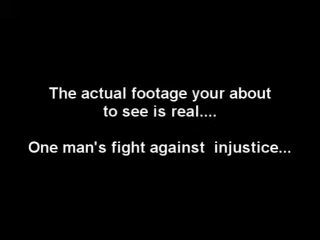 The actual footage your about
to see is real....
One man's fight against  injustice...